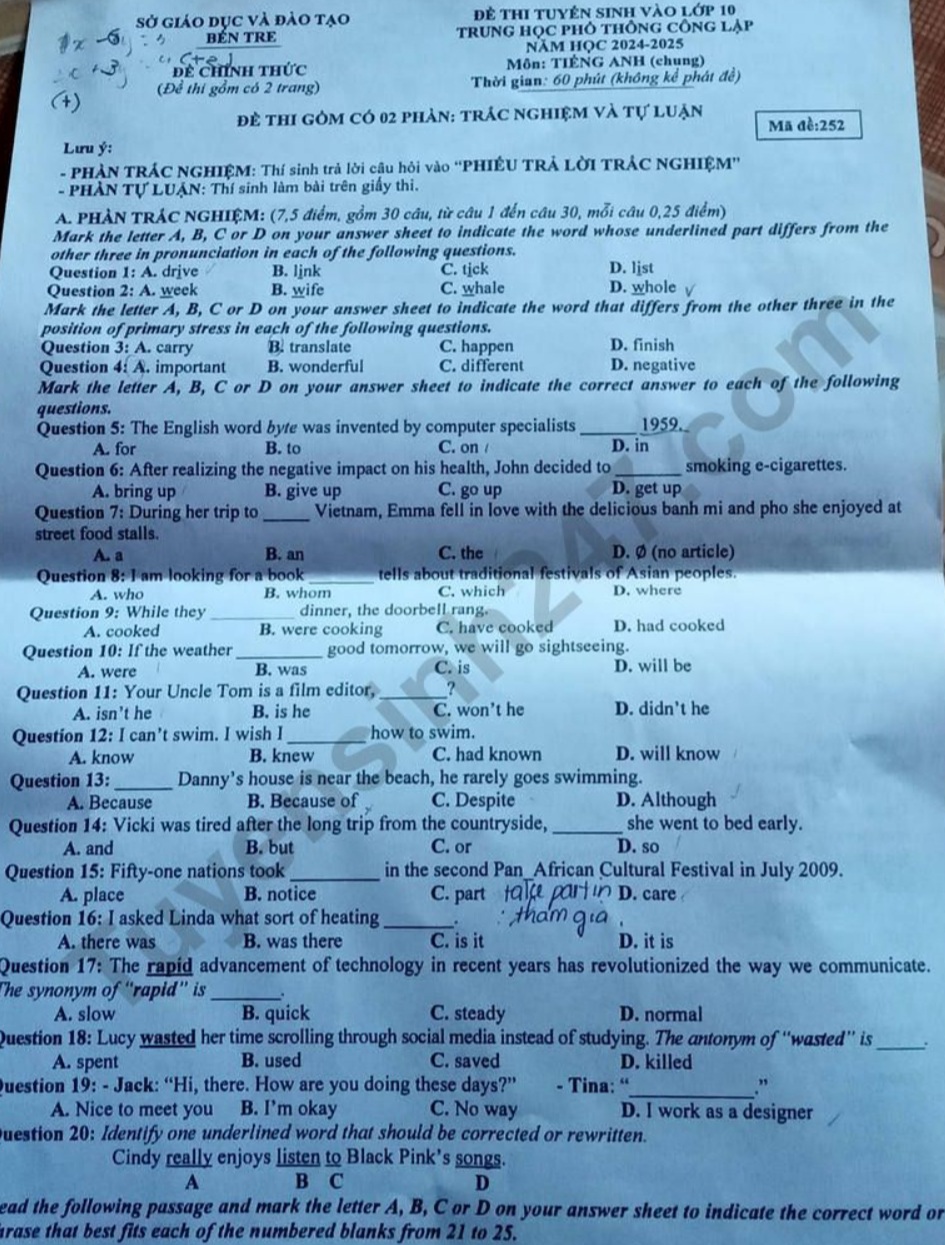 SỞ GIÁO DỤC VÀ ĐÀO TẠO
BẾN TRE
ĐỀ CHÍNH THỨC
(Đề thi gồm có 2 trang)
ĐỀ THI TUYỂN SINH VÀO LỚP 10
TRUNG HỌC PHỔ THÔNG CÔNG LẬP
NĂM HỌC 2024-2025
Môn: TIẾNG ANH (chung)
Thời gian: 60 phút (không kể phát đề)
ĐỀ THI GỒM CÓ 02 PHẦN: TRẮC NGHIỆM VÀ TỰ LUẬN
Mã đề:252
Lưu ý:
- PHẦN TRẮC NGHIỆM: Thí sinh trả lời câu hỏi vào “PHIẾU TRẢ LỜI TRẮC NGHIỆM”
- PHẦN TỰ LUẬN: Thí sinh làm bài trên giấy thi.
A. PHẦN TRẮC NGHIỆM: (7,5 điểm, gồm 30 câu, từ câu 1 đến câu 30, mỗi câu 0,25 điểm)
Mark the letter A, B, C or D on your answer sheet to indicate the word whose underlined part differs from the
other three in pronunciation in each of the following questions.
Question 1: A. drive B. link C. tick D. list
Question 2: A. week B. wife C. whale D. whole
Mark the letter A, B, C or D on your answer sheet to indicate the word that differs from the other three in the
position of primary stress in each of the following questions.
Question 3: A. carry B. translate C. happen D. finish
Question 4: A. important B. wonderful C. different D. negative
Mark the letter A, B, C or D on your answer sheet to indicate the correct answer to each of the following
questions.
Question 5: The English word byte was invented by computer specialists ______ 1959.
A. for B. to C. on D. in
Question 6: After realizing the negative impact on his health, John decided to ______ smoking e-cigarettes.
A. bring up B. give up C. go up D. get up
Question 7: During her trip to _____ Vietnam, Emma fell in love with the delicious banh mi and pho she enjoyed at
street food stalls.
A. a B. an C. the D. Ø (no article)
Question 8: I am looking for a book _______ tells about traditional festivals of Asian peoples.
A. who B. whom C. which D. where
Question 9: While they _________ dinner, the doorbell rang.
A. cooked B. were cooking C. have cooked D. had cooked
Question 10: If the weather _________ good tomorrow, we will go sightseeing.
A. were B. was C. is D. will be
Question 11: Your Uncle Tom is a film editor, _______?
A. isn't he B. is he C. won't he D. didn't he
Question 12: I can't swim. I wish I ________ how to swim.
A. know B. knew C. had known D. will know
Question 13: ______ Danny's house is near the beach, he rarely goes swimming.
A. Because B. Because of C. Despite D. Although
Question 14: Vicki was tired after the long trip from the countryside, _______ she went to bed early.
A. and B. but C. or D. so
Question 15: Fifty-one nations took _________ in the second Pan_African Cultural Festival in July 2009.
A. place B. notice C. part take part in D. care
: tham gia
Question 16: I asked Linda what sort of heating _______.
A. there was B. was there C. is it D. it is
Question 17: The rapid advancement of technology in recent years has revolutionized the way we communicate.
The synonym of "rapid" is _______.
A. slow B. quick C. steady D. normal
Question 18: Lucy wasted her time scrolling through social media instead of studying. The antonym of "wasted" is _____.
A. spent B. used C. saved D. killed
Question 19: - Jack: “Hi, there. How are you doing these days?” - Tina: “____________.”
A. Nice to meet you B. I'm okay C. No way D. I work as a designer
Question 20: Identify one underlined word that should be corrected or rewritten.
Cindy really enjoys listen to Black Pink's songs.
A B C D
ead the following passage and mark the letter A, B, C or D on your answer sheet to indicate the correct word or
hrase that best fits each of the numbered blanks from 21 to 25.
Tuyensinh247.com